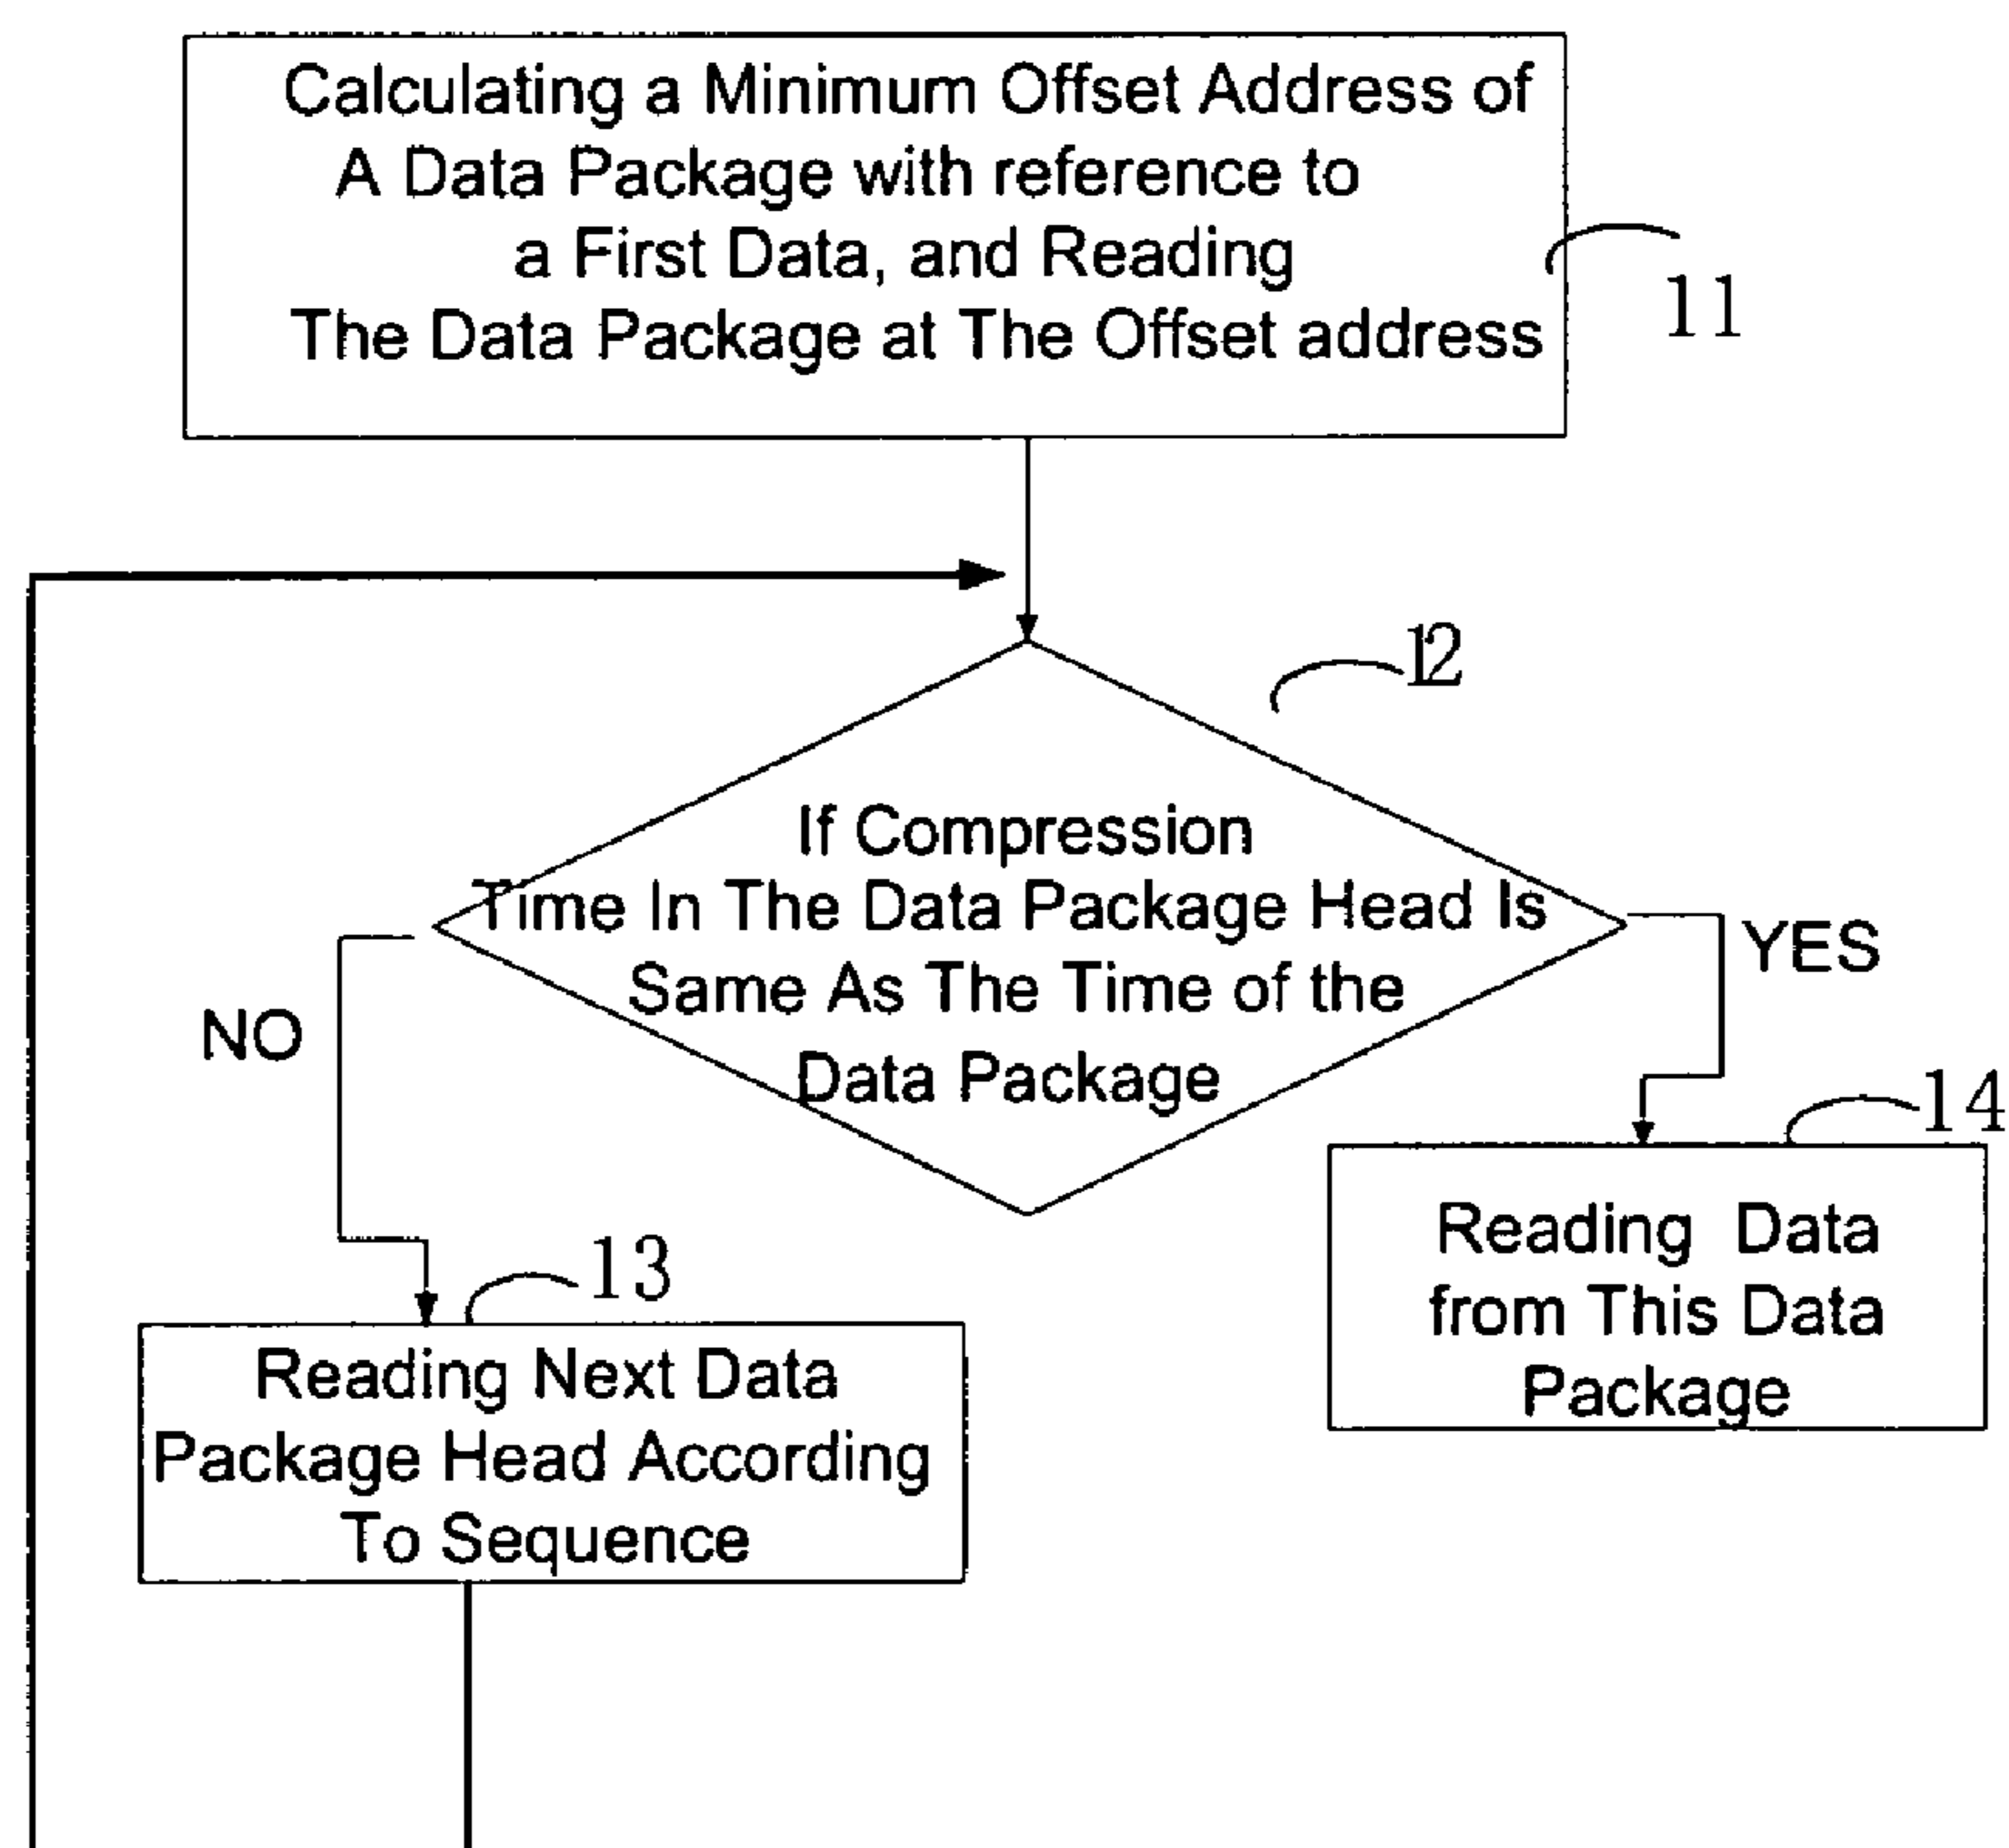 Calculating a Minimum Offset Address of
A Data Package with reference to
a First Data, and Reading
The Data Package at The Offset address
11
12
If Compression
Time In The Data Package Head Is
Same As The Time of the
Data Package
YES
NO
14
Reading Data
from This Data
Package
13
Reading Next Data
Package Head According
To Sequence